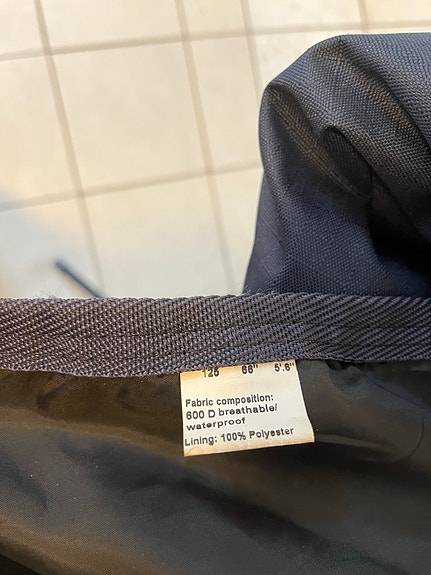 125 66" 5'.6"
Fabric composition:
600 D breathable/
waterproof
Lining: 100% Polyester